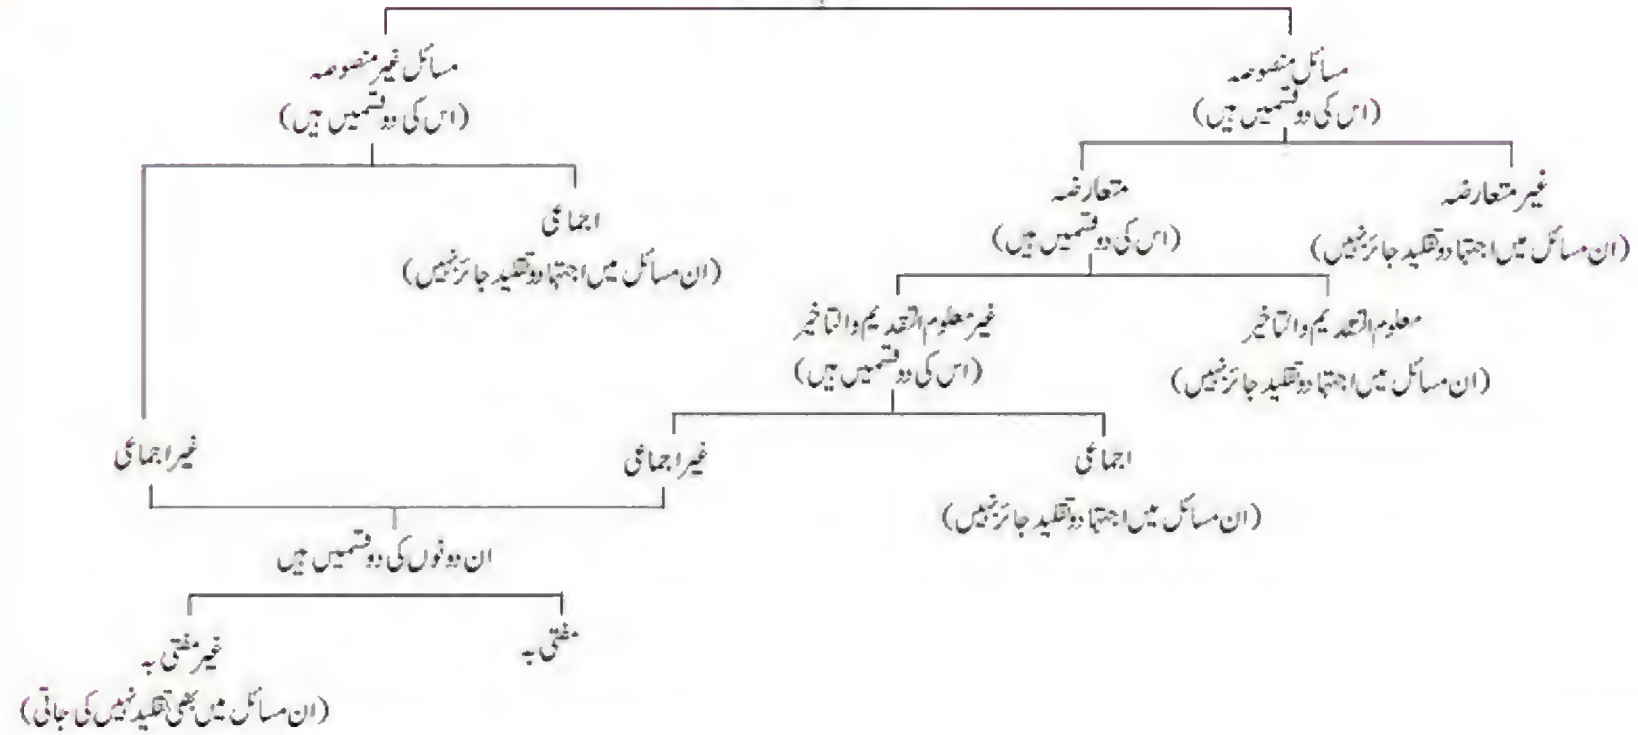 مسائل منصوصہ
(اس کی دو قسمیں ہیں)
مسائل غیر منصوصہ
(اس کی دو قسمیں ہیں)
غیر متعارضہ
(ان مسائل میں اجتہاد و تقلید جائز نہیں)
متعارضہ
(اس کی دو قسمیں ہیں)
اجماعی
(ان مسائل میں اجتہاد و تقلید جائز نہیں)
معلوم التقدیم والتاخیر
(ان مسائل میں اجتہاد و تقلید جائز نہیں)
غیر معلوم التقدیم والتاخیر
(اس کی دو قسمیں ہیں)
اجماعی
(ان مسائل میں اجتہاد و تقلید جائز نہیں)
غیر اجماعی
غیر اجماعی
ان دونوں کی دو قسمیں ہیں
مفتی بہ
غیر مفتی بہ
(ان مسائل میں بھی تقلید نہیں کی جاتی)